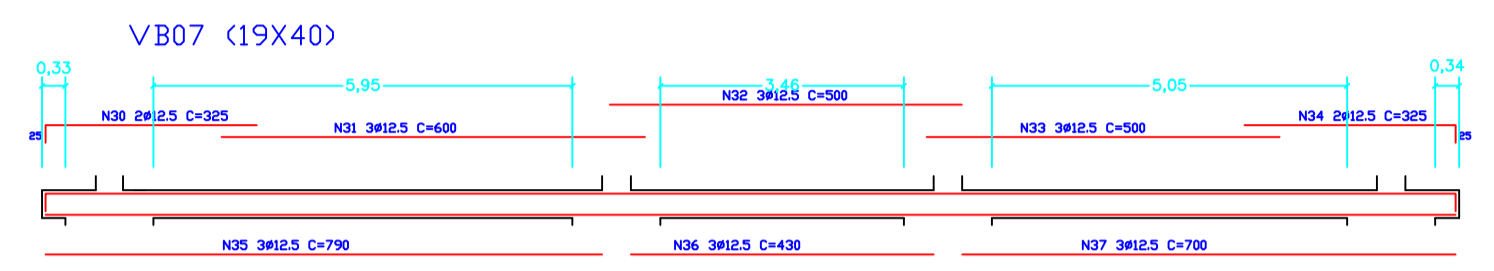 VB07 (19X40)
0,33
5,95
3,46
5,05
0,34
N32 3ø12.5 C=500
N30 2ø12.5 C=325
N31 3ø12.5 C=600
N33 3ø12.5 C=500
N34 2ø12.5 C=325
25
25
N35 3ø12.5 C=790
N36 3ø12.5 C=430
N37 3ø12.5 C=700